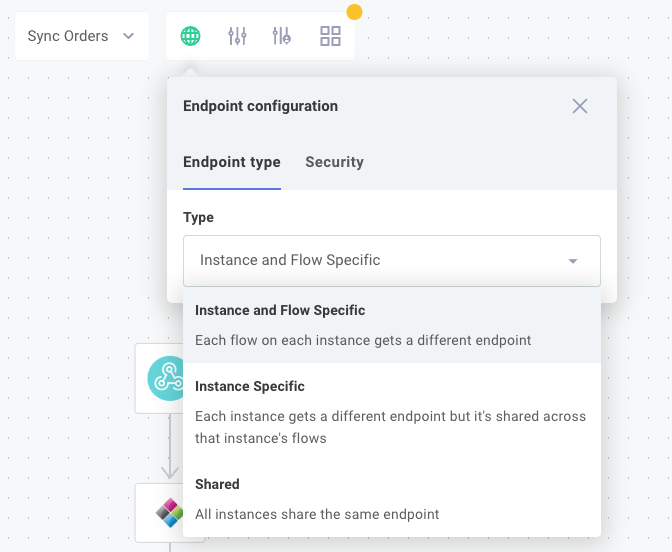 Sync Orders
Endpoint configuration
Endpoint type
Security
Type
Instance and Flow Specific
Instance and Flow Specific
Each flow on each instance gets a different endpoint
Instance Specific
Each instance gets a different endpoint but it's shared across
that instance's flows
Shared
All instances share the same endpoint